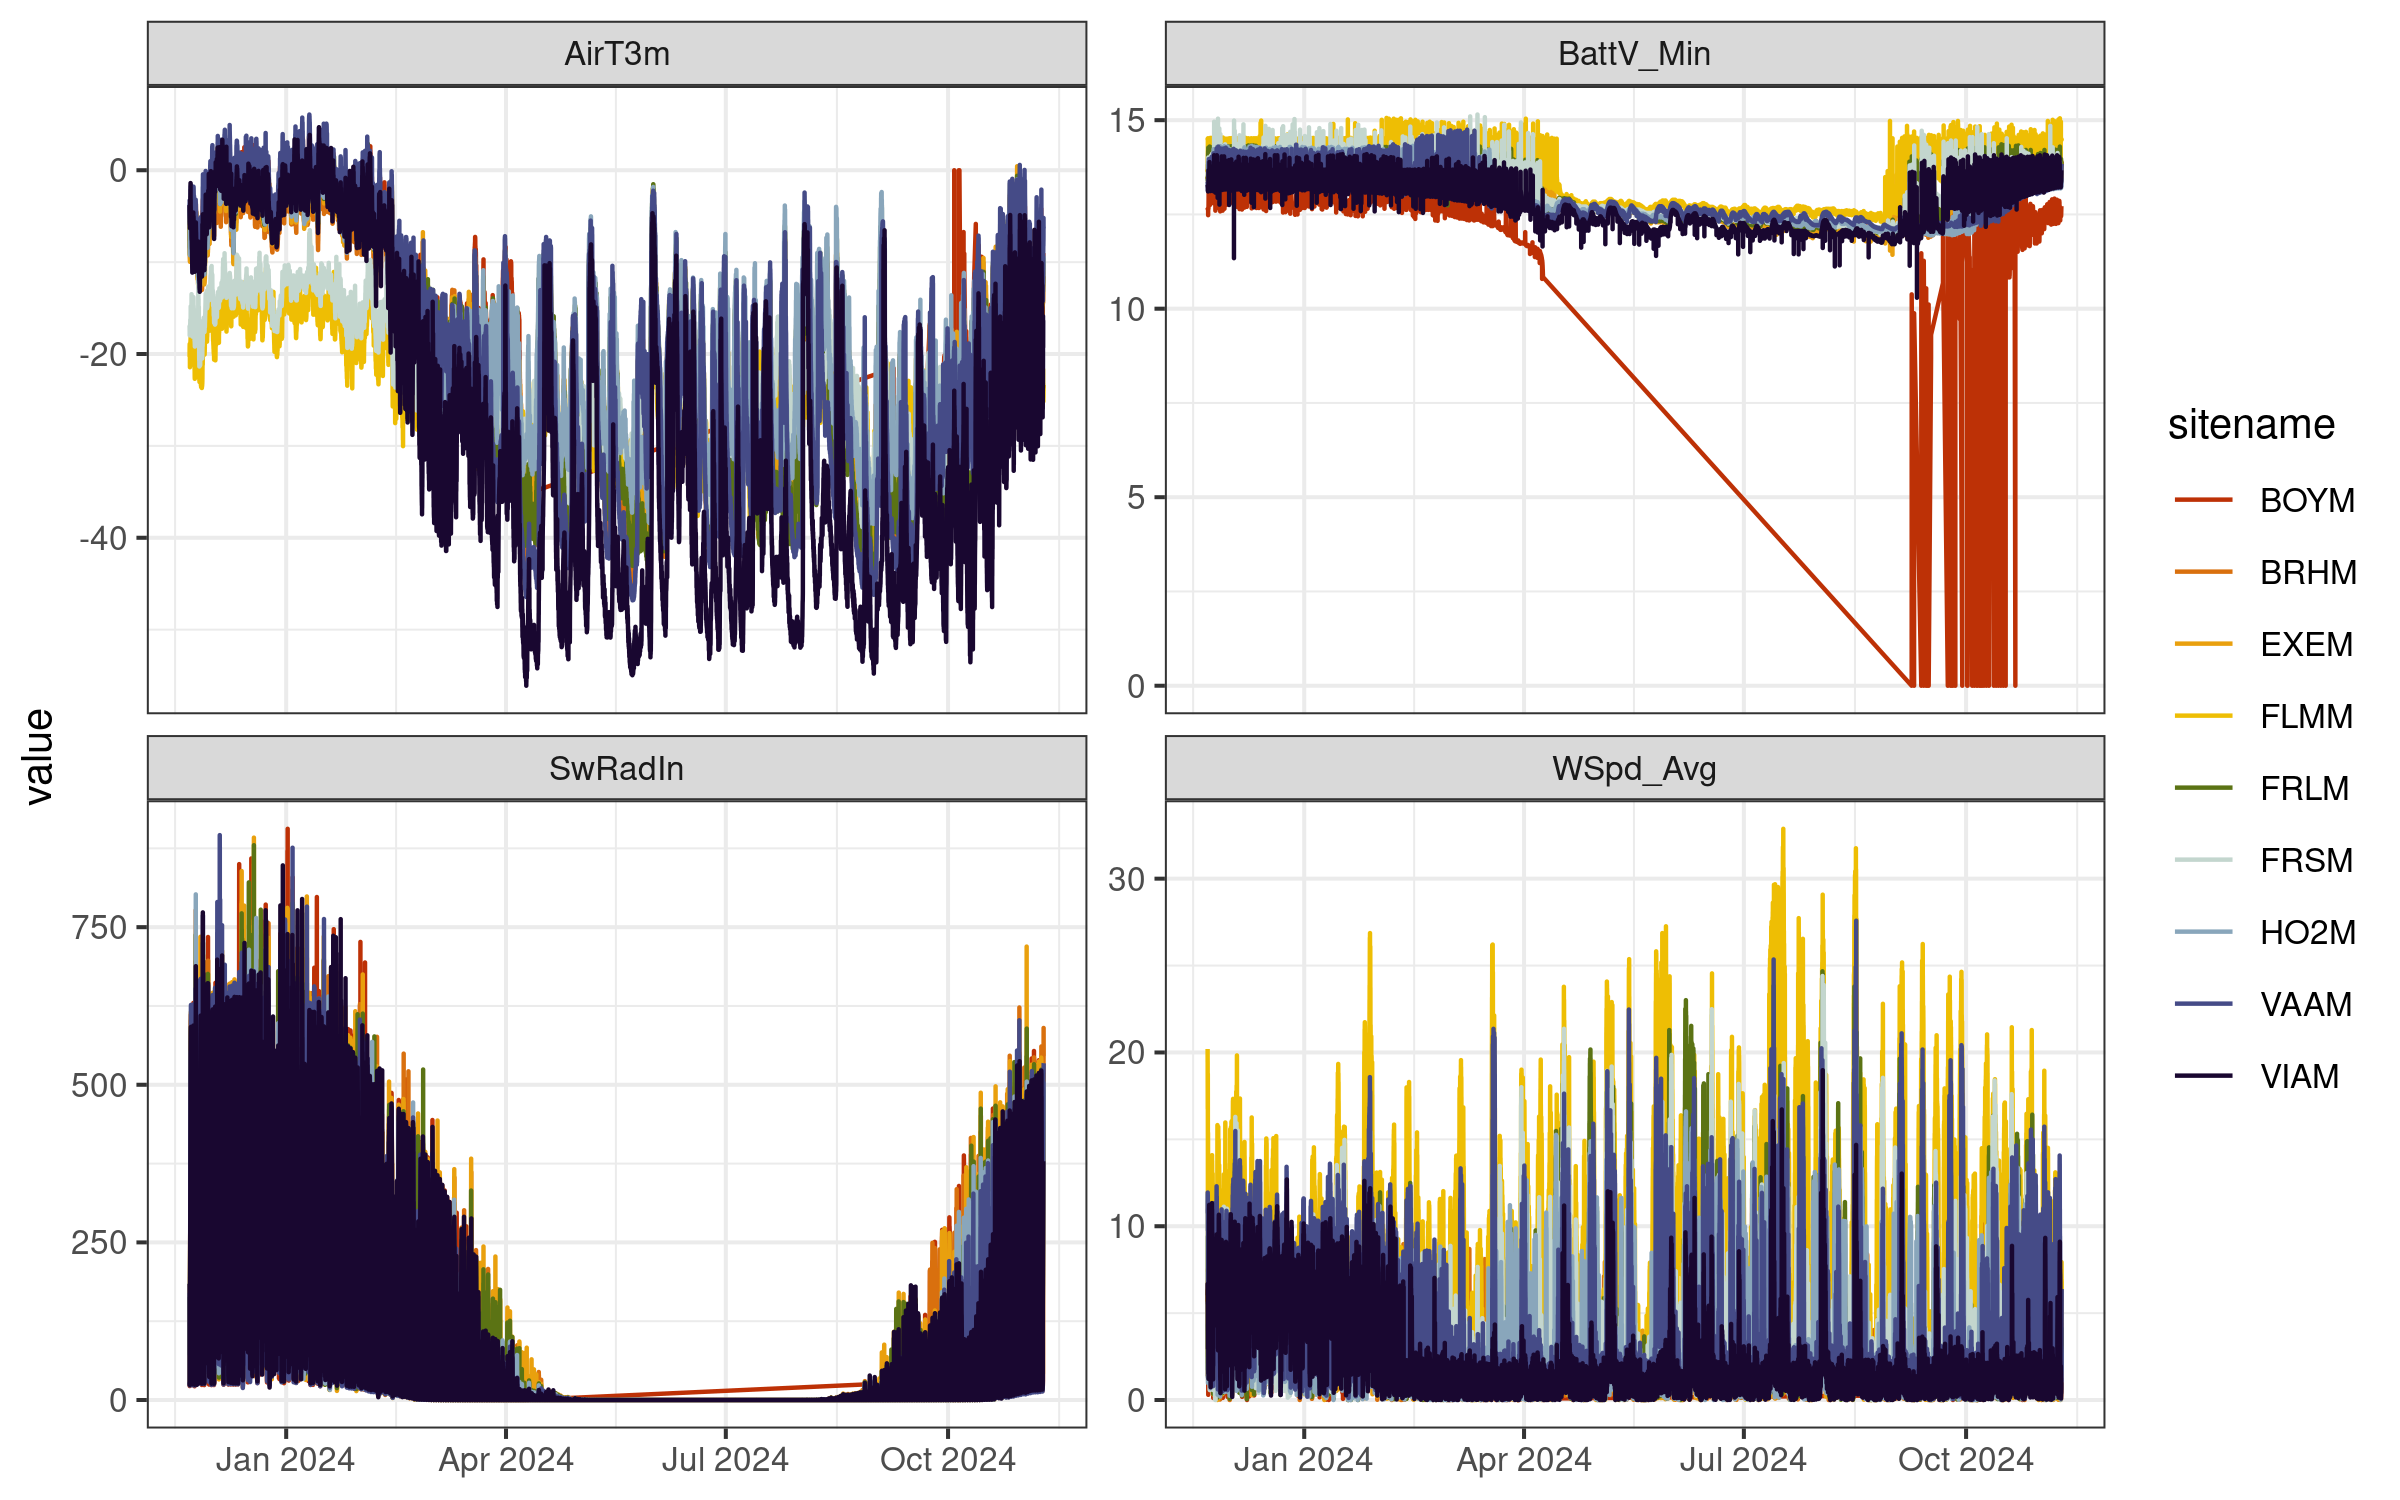 AirT3m
BattV_Min
0
-20
-40
15
10
5
0
value
SwRadIn
WSpd_Avg
750
500
250
0
30
20
10
0
Jan 2024
Apr 2024
Jul 2024
Oct 2024
Jan 2024
Apr 2024
Jul 2024
Oct 2024
sitename
BOYM
BRHM
EXEM
FLMM
FRLM
FRSM
HO2M
VAAM
VIAM